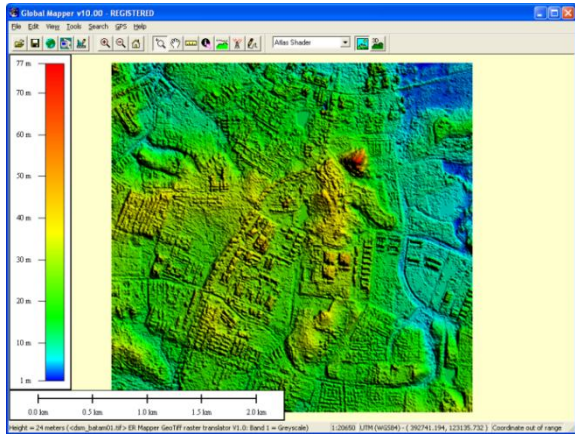 Global Mapper v10.00 - REGISTERED
File Edit View Tools Search GPS Help
Atlas Shader
3D
77 m
60 m
50 m
40 m
30 m
20 m
10 m
1 m
0.0 km 0.5 km 1.0 km 1.5 km 2.0 km
Height = 24 meters (<dsm_batam01.tif> ER Mapper GeoTiff raster translator V1.0: Band 1 = Greyscale) 1:20650 UTM (WGS84) - ( 392741.194, 123135.732 ) Coordinate out of range